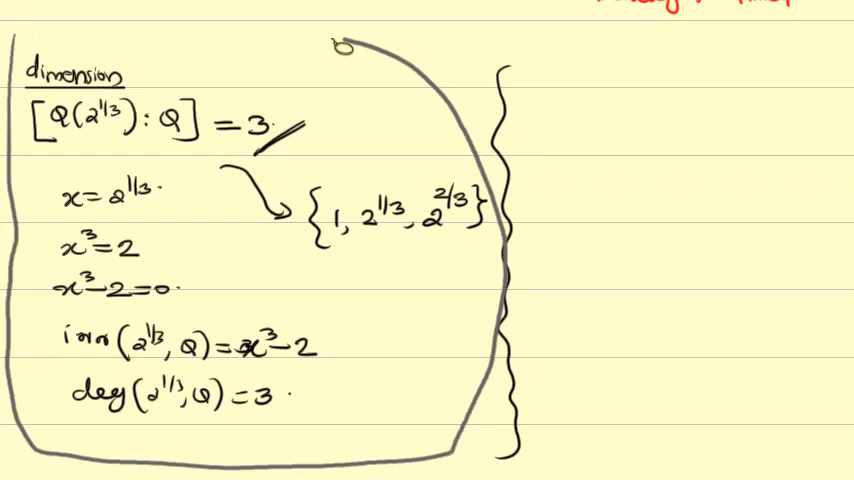 dimension
[Q(2^1/3) : Q] = 3.
x = 2^1/3.
{1, 2^1/3, 2^2/3}
x^3 = 2
x^3 - 2 = 0.
irr(2^1/3, Q) = x^3 - 2
deg(2^1/3, Q) = 3.